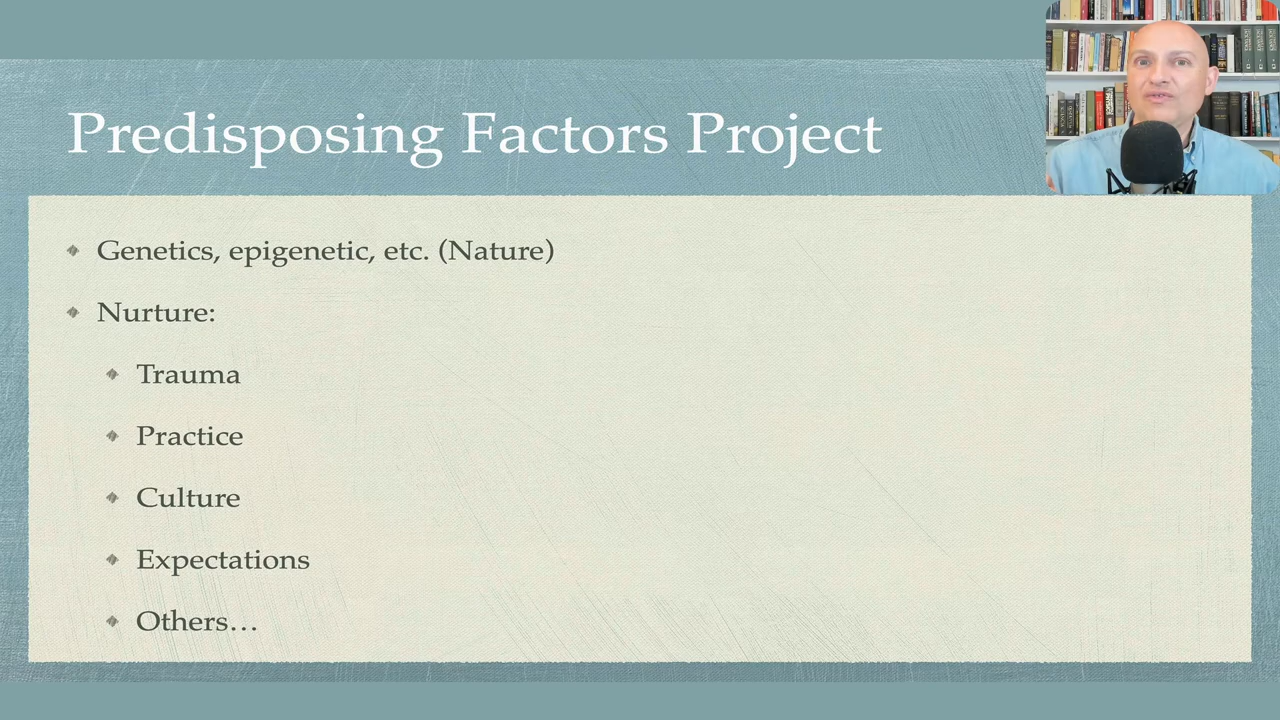 Predisposing Factors Project
Genetics, epigenetic, etc. (Nature)
Nurture:
Trauma
Practice
Culture
Expectations
Others…